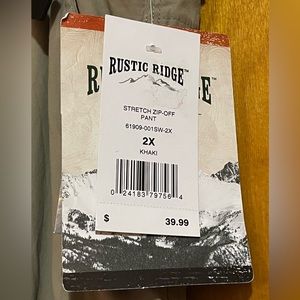 RUSTIC RIDGE
STRETCH ZIP-OFF
PANT
61909-001SW-2X
2X
KHAKI
0 24183 79756 4
$ 39.99